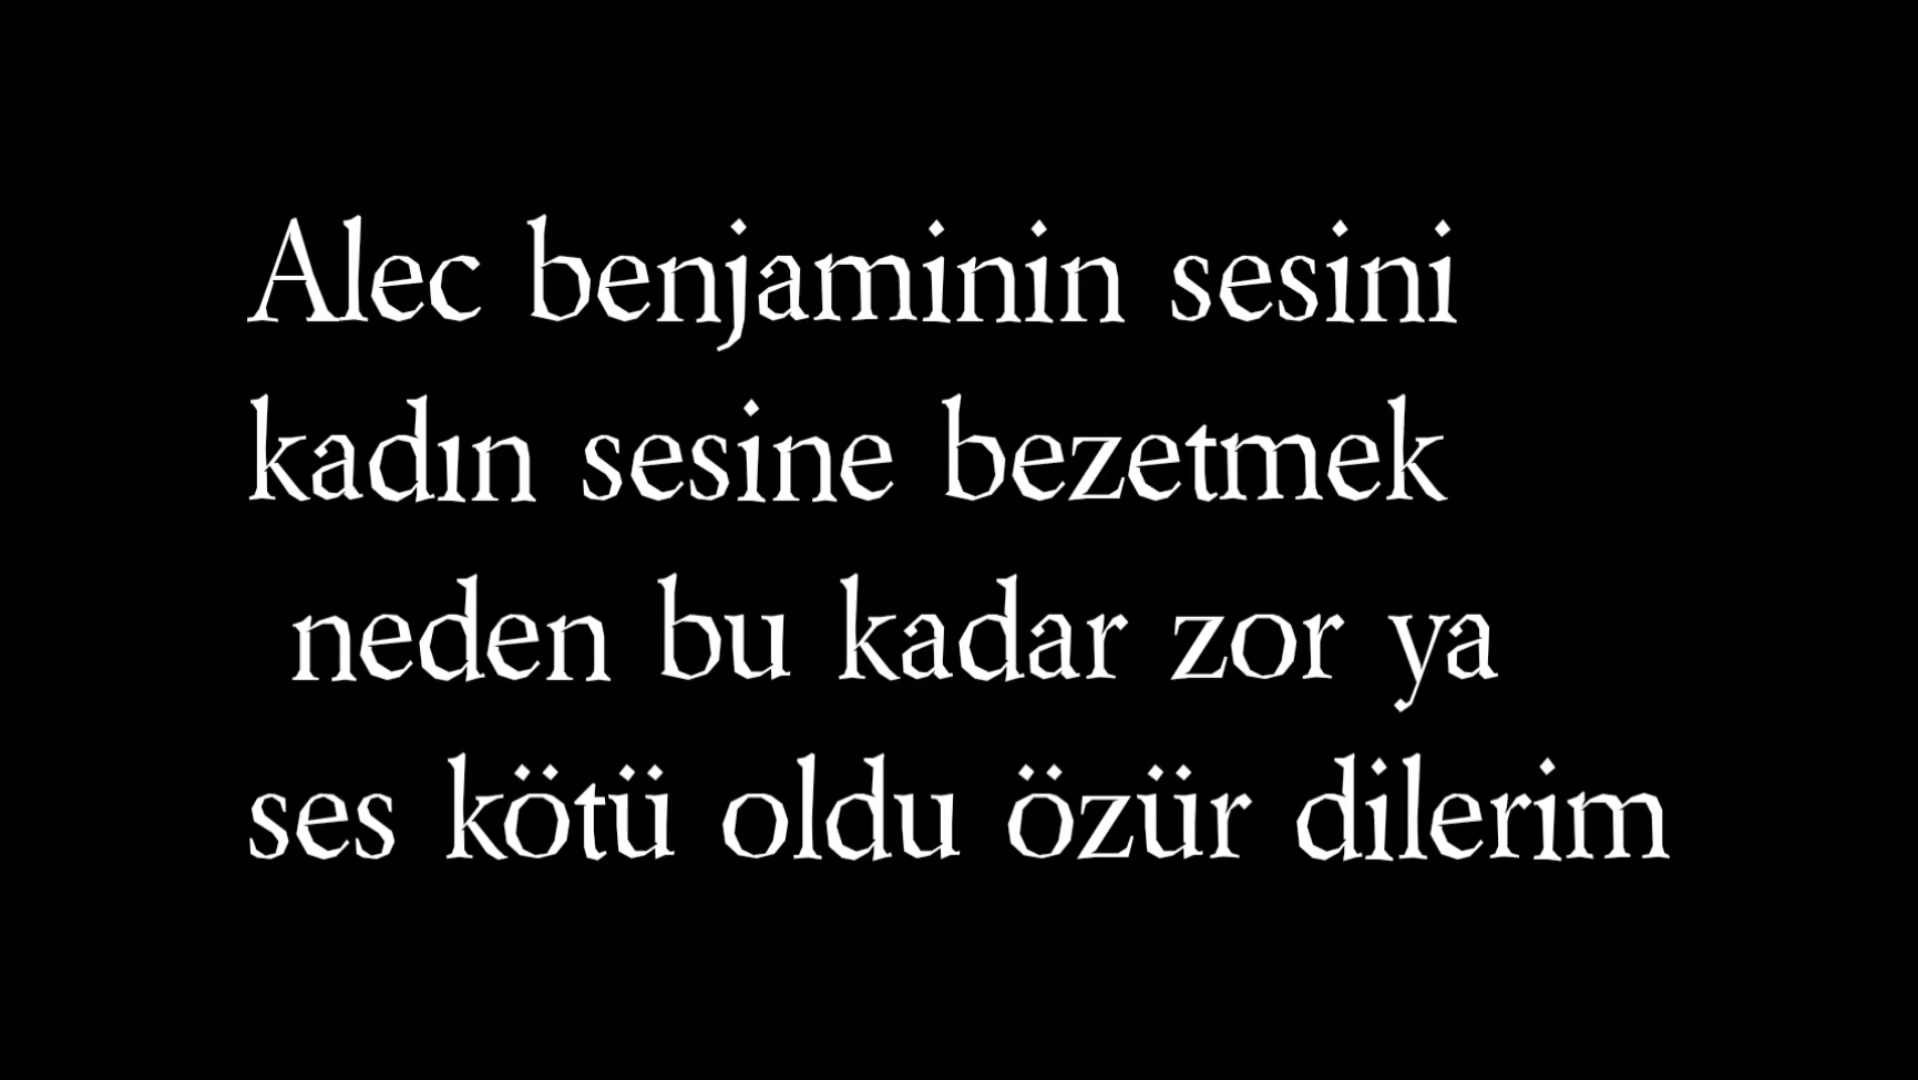 Alec benjaminin sesini
kadın sesine bezetmek
neden bu kadar zor ya
ses kötü oldu özür dilerim